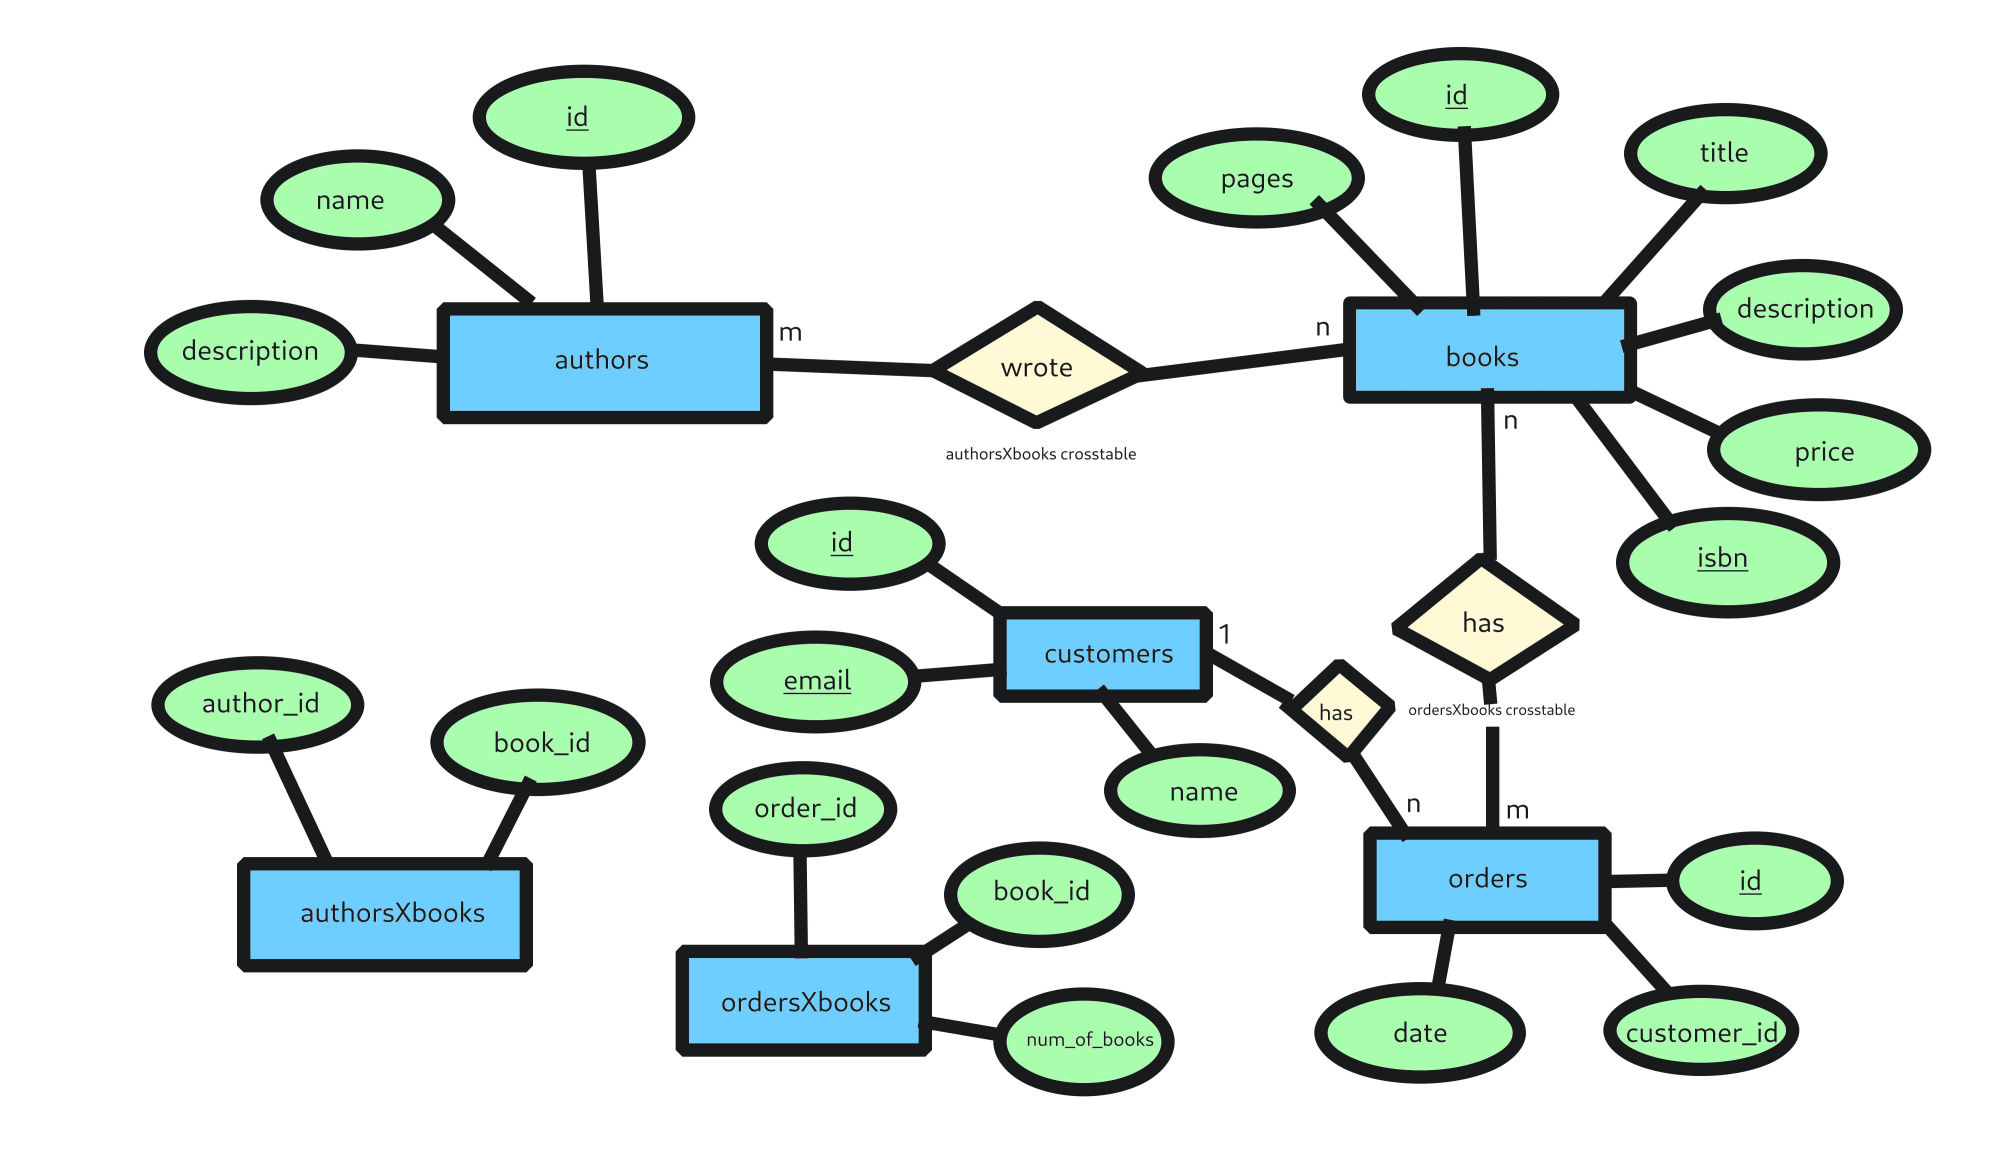 id
id
title
pages
name
description
m
n
description
authors
wrote
books
n
price
authorsXbooks crosstable
id
isbn
has
1
customers
email
author_id
has
ordersXbooks crosstable
book_id
name
order_id
n
m
orders
id
book_id
authorsXbooks
ordersXbooks
num_of_books
date
customer_id